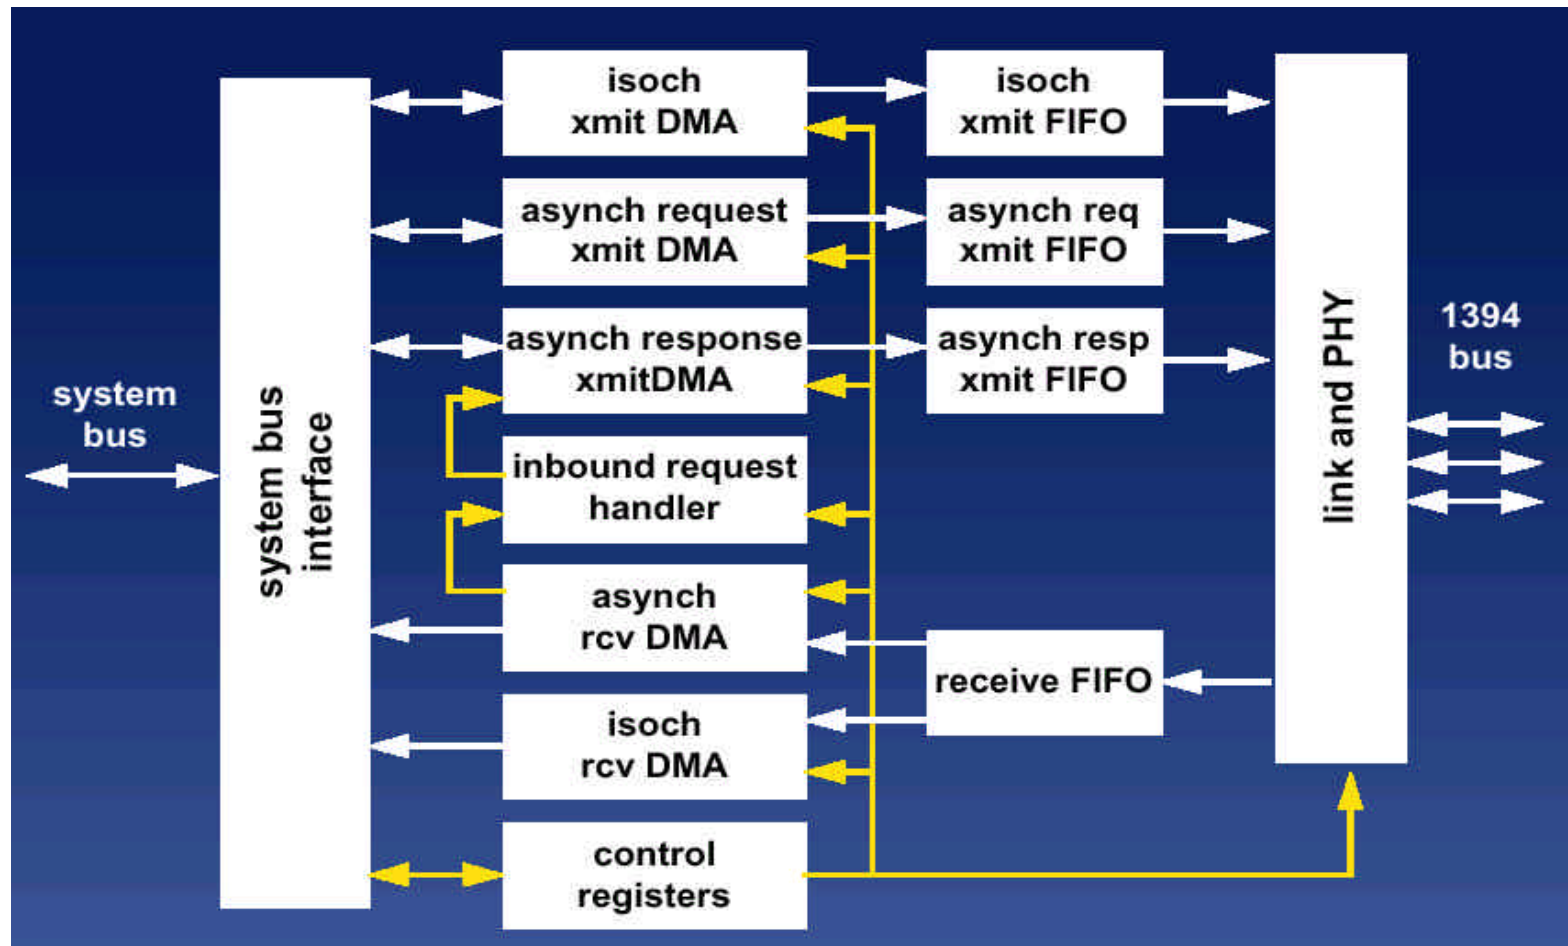 isoch
xmit DMA
isoch
xmit FIFO
asynch request
xmit DMA
asynch req
xmit FIFO
asynch response
xmitDMA
asynch resp
xmit FIFO
1394
bus
link and PHY
system
bus
system bus
interface
inbound request
handler
asynch
rcv DMA
receive FIFO
isoch
rcv DMA
control
registers